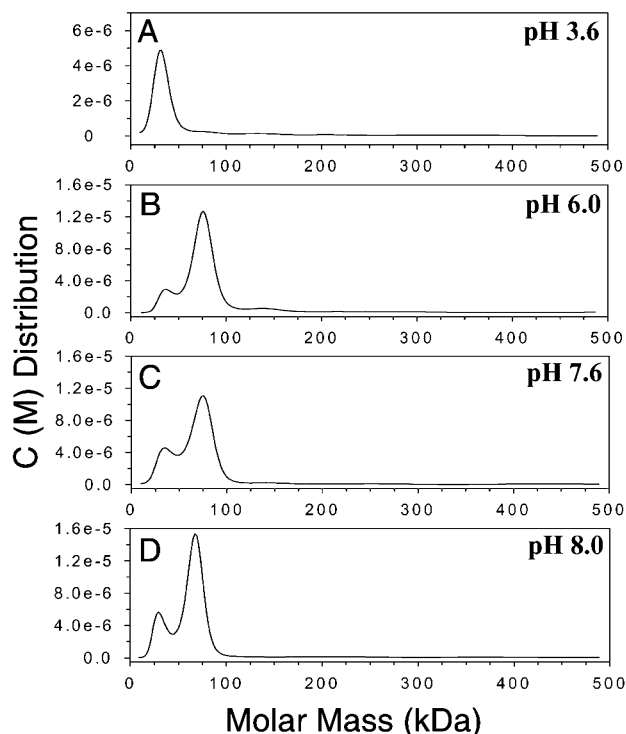 A
pH 3.6
6e-6
4e-6
2e-6
0
0 100 200 300 400 500
B
pH 6.0
1.6e-5
1.2e-5
8.0e-6
4.0e-6
0.0
0 100 200 300 400 500
C
pH 7.6
1.6e-5
1.2e-5
8.0e-6
4.0e-6
0.0
0 100 200 300 400 500
D
pH 8.0
1.6e-5
1.2e-5
8.0e-6
4.0e-6
0.0
0 100 200 300 400 500
C (M) Distribution
Molar Mass (kDa)